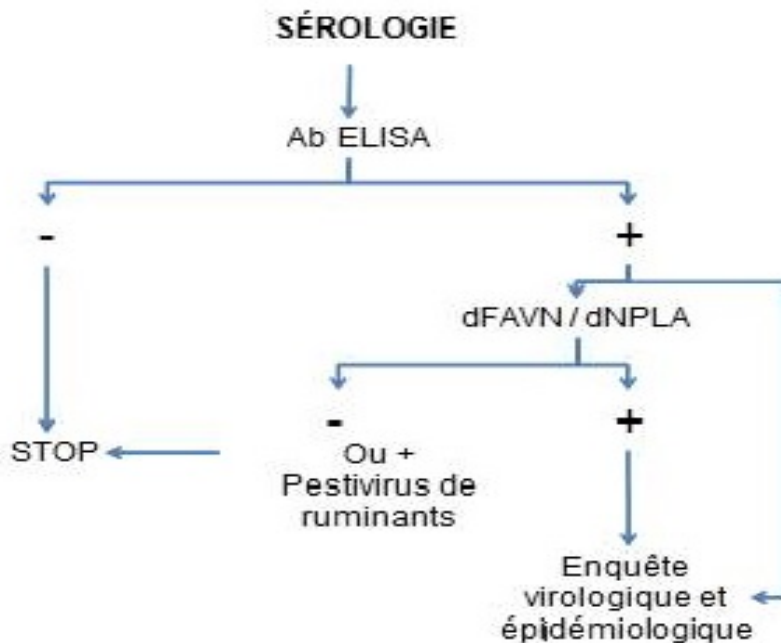 SÉROLOGIE
Ab ELISA
-
+
dFAVN / dNPLA
-
+
Ou +
Pestivirus de
ruminants
STOP
Enquête
virologique et
épidémiologique